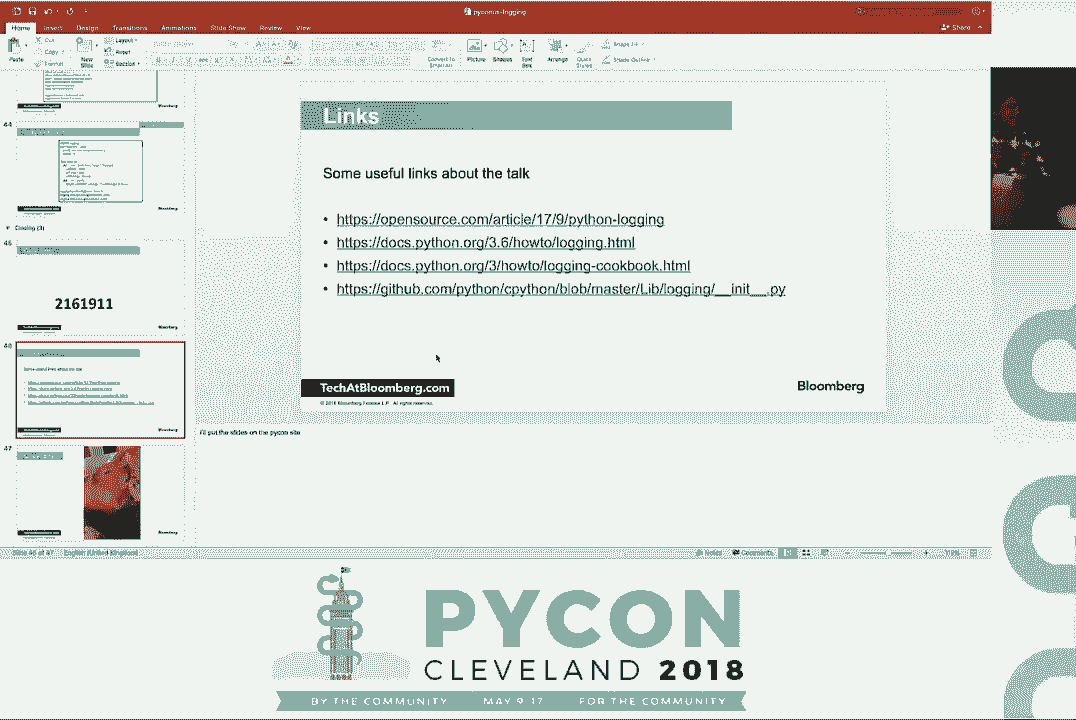 pyconus-logging
Home Insert Design Transitions Animations Slide Show Review View
Share
Paste
Cut
Copy
Format
New Slide
Layout
Reset
Section
Convert to SmartArt
Picture
Shapes
Text Box
Arrange
Quick Styles
Shape Fill
Shape Outline
44
Closing (3)
45
2161911
46
47
Links
Some useful links about the talk
• https://opensource.com/article/17/9/python-logging
• https://docs.python.org/3.6/howto/logging.html
• https://docs.python.org/3/howto/logging-cookbook.html
• https://github.com/python/cpython/blob/master/Lib/logging/__init__.py
TechAtBloomberg.com
Bloomberg
© 2018 Bloomberg Finance L.P. All rights reserved.
I'll put the slides on the pycon site
Slide 46 of 47 English (United Kingdom)
Notes
Comments
PYCON
CLEVELAND 2018
BY THE COMMUNITY MAY 9-17 FOR THE COMMUNITY